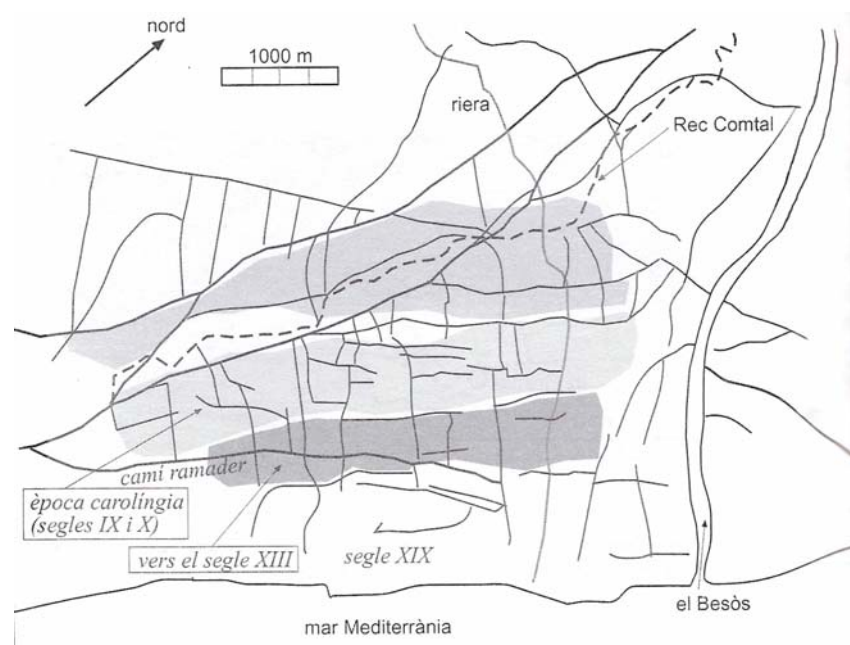 nord
1000 m
riera
Rec Comtal
camí ramader
època carolíngia
(segles IX i X)
vers el segle XIII
segle XIX
el Besòs
mar Mediterrània